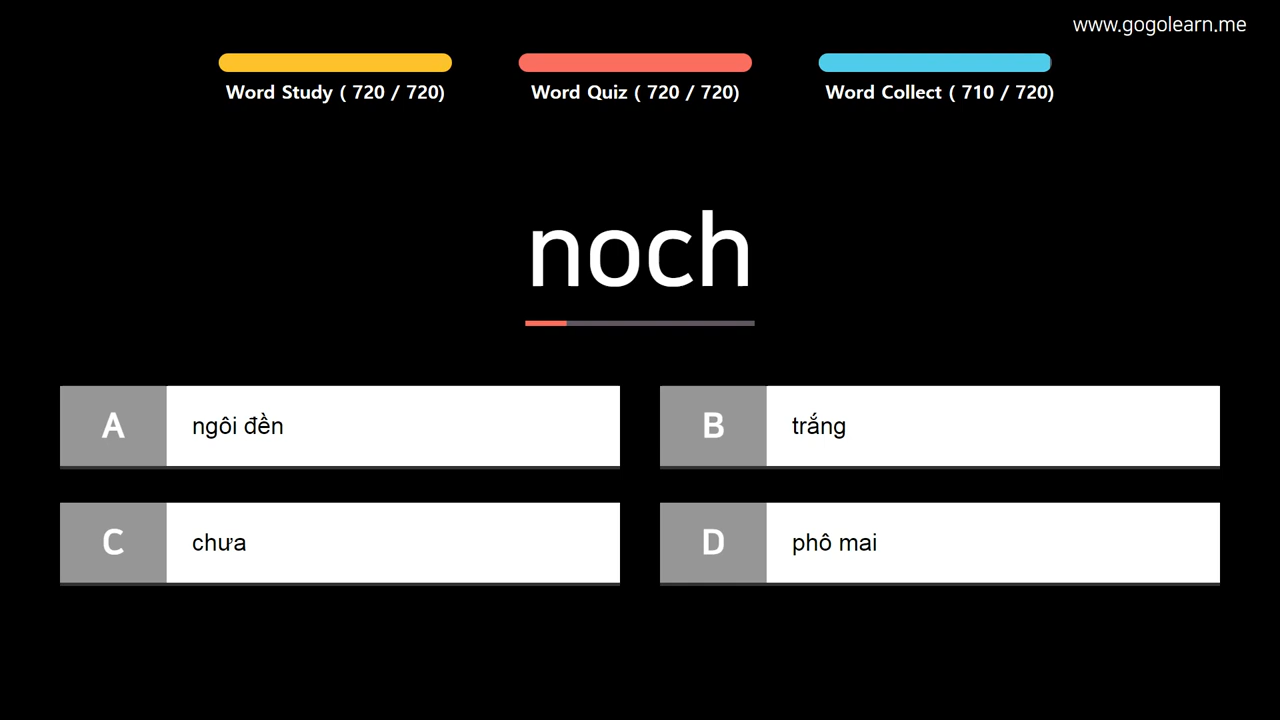 www.gogolearn.me
Word Study ( 720 / 720)
Word Quiz ( 720 / 720)
Word Collect ( 710 / 720)
noch
A
ngôi đền
B
trắng
C
chưa
D
phô mai